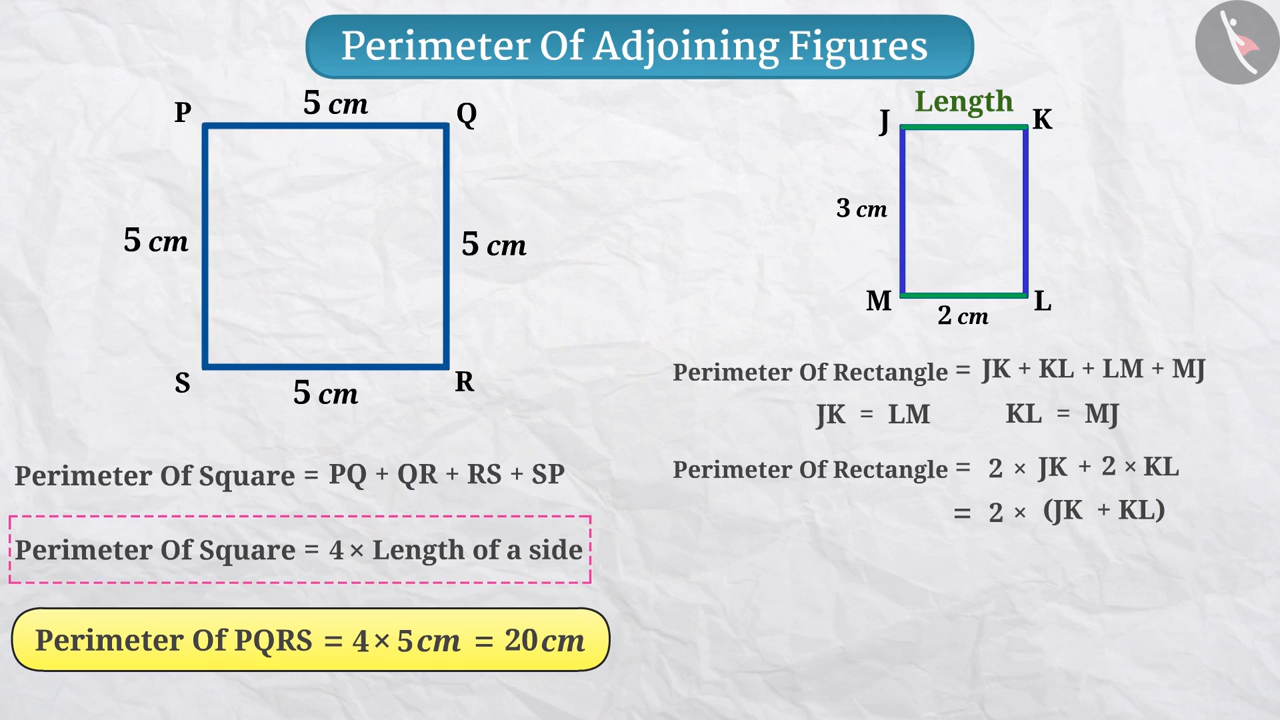 Perimeter Of Adjoining Figures
P 5 cm Q
5 cm 5 cm
S 5 cm R
Perimeter Of Square = PQ + QR + RS + SP
Perimeter Of Square = 4 × Length of a side
Perimeter Of PQRS = 4 × 5 cm = 20 cm
Length
J K
3 cm
M L
2 cm
Perimeter Of Rectangle = JK + KL + LM + MJ
JK = LM KL = MJ
Perimeter Of Rectangle = 2 × JK + 2 × KL
= 2 × (JK + KL)